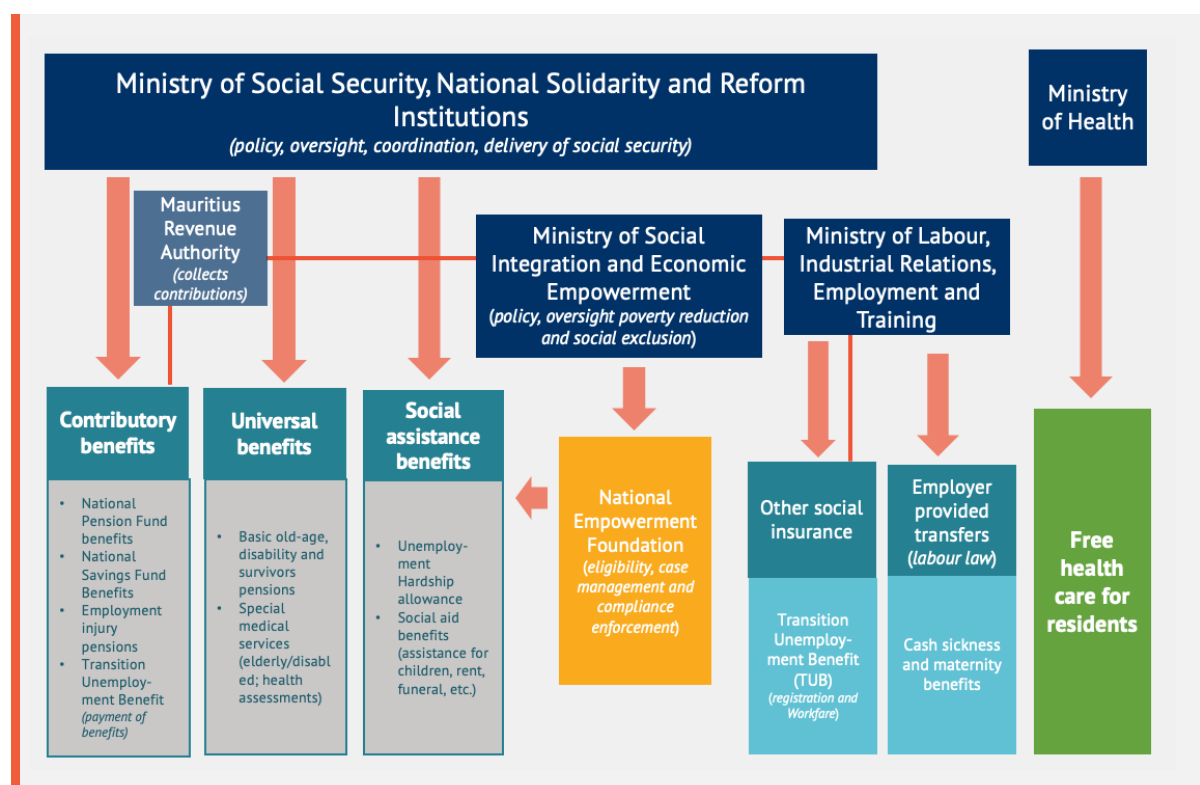 Ministry of Social Security, National Solidarity and Reform
Institutions
(policy, oversight, coordination, delivery of social security)
Ministry
of Health
Mauritius
Revenue
Authority
(collects
contributions)
Ministry of Social
Integration and Economic
Empowerment
(policy, oversight poverty reduction
and social exclusion)
Ministry of Labour,
Industrial Relations,
Employment and
Training
Contributory
benefits
• National
Pension Fund
benefits
• National
Savings Fund
Benefits
• Employment
injury
pensions
• Transition
Unemploy-
ment Benefit
(payment of
benefits)
Universal
benefits
• Basic old-age,
disability and
survivors
pensions
• Special
medical
services
(elderly/disabl
ed; health
assessments)
Social
assistance
benefits
• Unemploy-
ment
Hardship
allowance
• Social aid
benefits
(assistance for
children, rent,
funeral, etc.)
National
Empowerment
Foundation
(eligibility, case
management and
compliance
enforcement)
Other social
insurance
Transition
Unemploy-
ment Benefit
(TUB)
(registration and
Workfare)
Employer
provided
transfers
(labour law)
Cash sickness
and maternity
benefits
Free
health
care for
residents